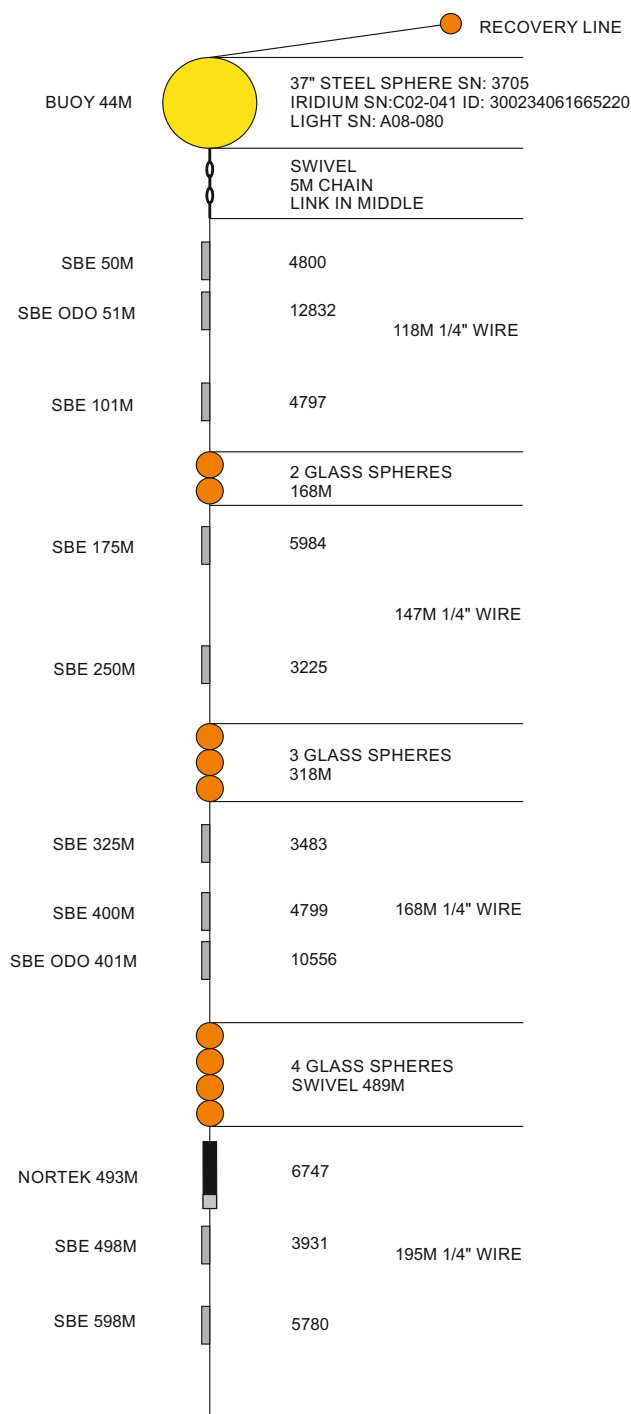 RECOVERY LINE
BUOY 44M
37" STEEL SPHERE SN: 3705
IRIDIUM SN:C02-041 ID: 300234061665220
LIGHT SN: A08-080
SWIVEL
5M CHAIN
LINK IN MIDDLE
SBE 50M
4800
SBE ODO 51M
12832
118M 1/4" WIRE
SBE 101M
4797
2 GLASS SPHERES
168M
SBE 175M
5984
147M 1/4" WIRE
SBE 250M
3225
3 GLASS SPHERES
318M
SBE 325M
3483
SBE 400M
4799
168M 1/4" WIRE
SBE ODO 401M
10556
4 GLASS SPHERES
SWIVEL 489M
NORTEK 493M
6747
SBE 498M
3931
195M 1/4" WIRE
SBE 598M
5780